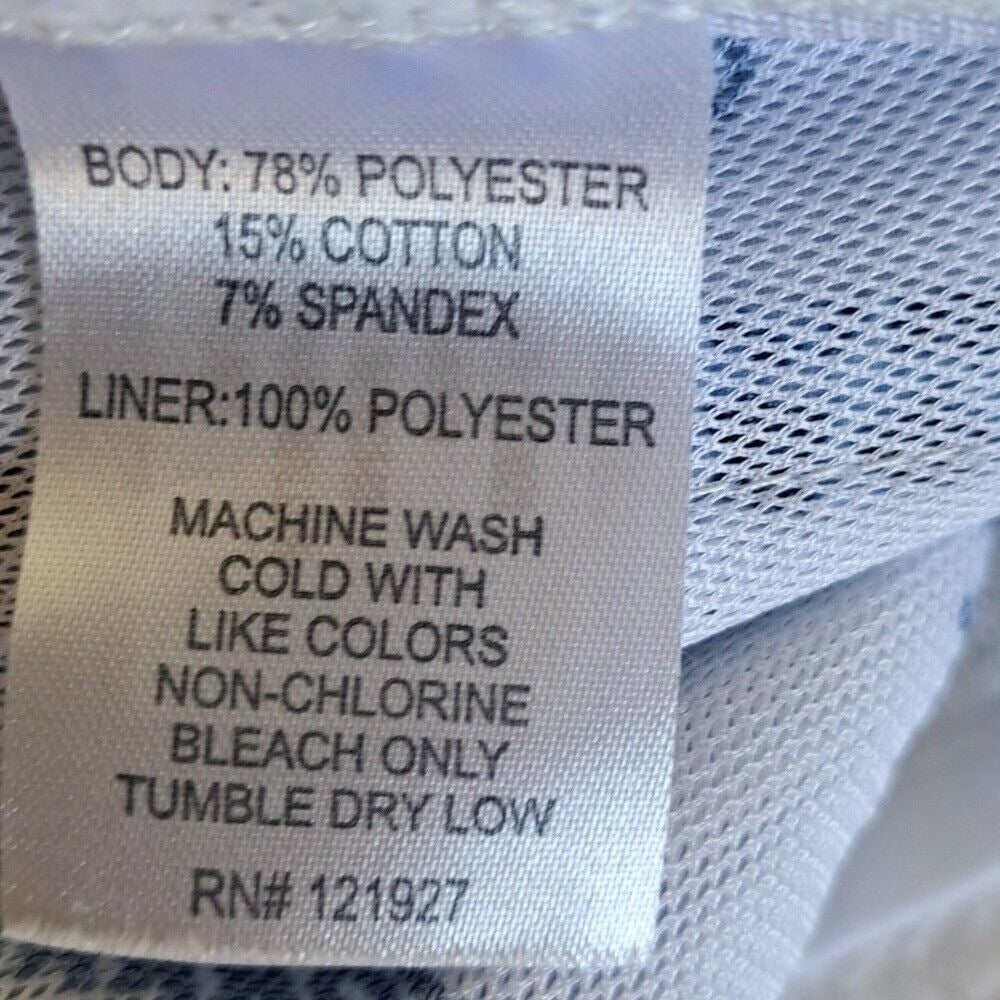 BODY: 78% POLYESTER
15% COTTON
7% SPANDEX
LINER:100% POLYESTER
MACHINE WASH
COLD WITH
LIKE COLORS
NON-CHLORINE
BLEACH ONLY
TUMBLE DRY LOW
RN# 121927